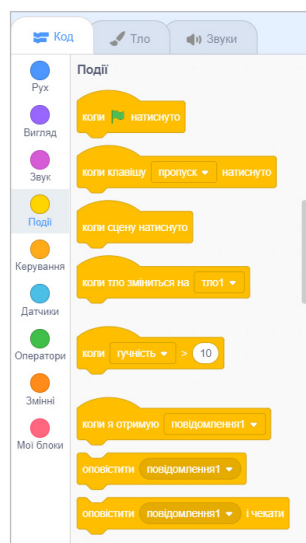 Код Тло Звуки
Рух
Вигляд
Звук
Події
Керування
Датчики
Оператори
Змінні
Мої блоки
Події
коли натиснуто
коли клавішу пропуск натиснуто
коли сцену натиснуто
коли тло зміниться на тло1
коли гучність > 10
коли я отримую повідомлення1
оповістити повідомлення1
оповістити повідомлення1 і чекати